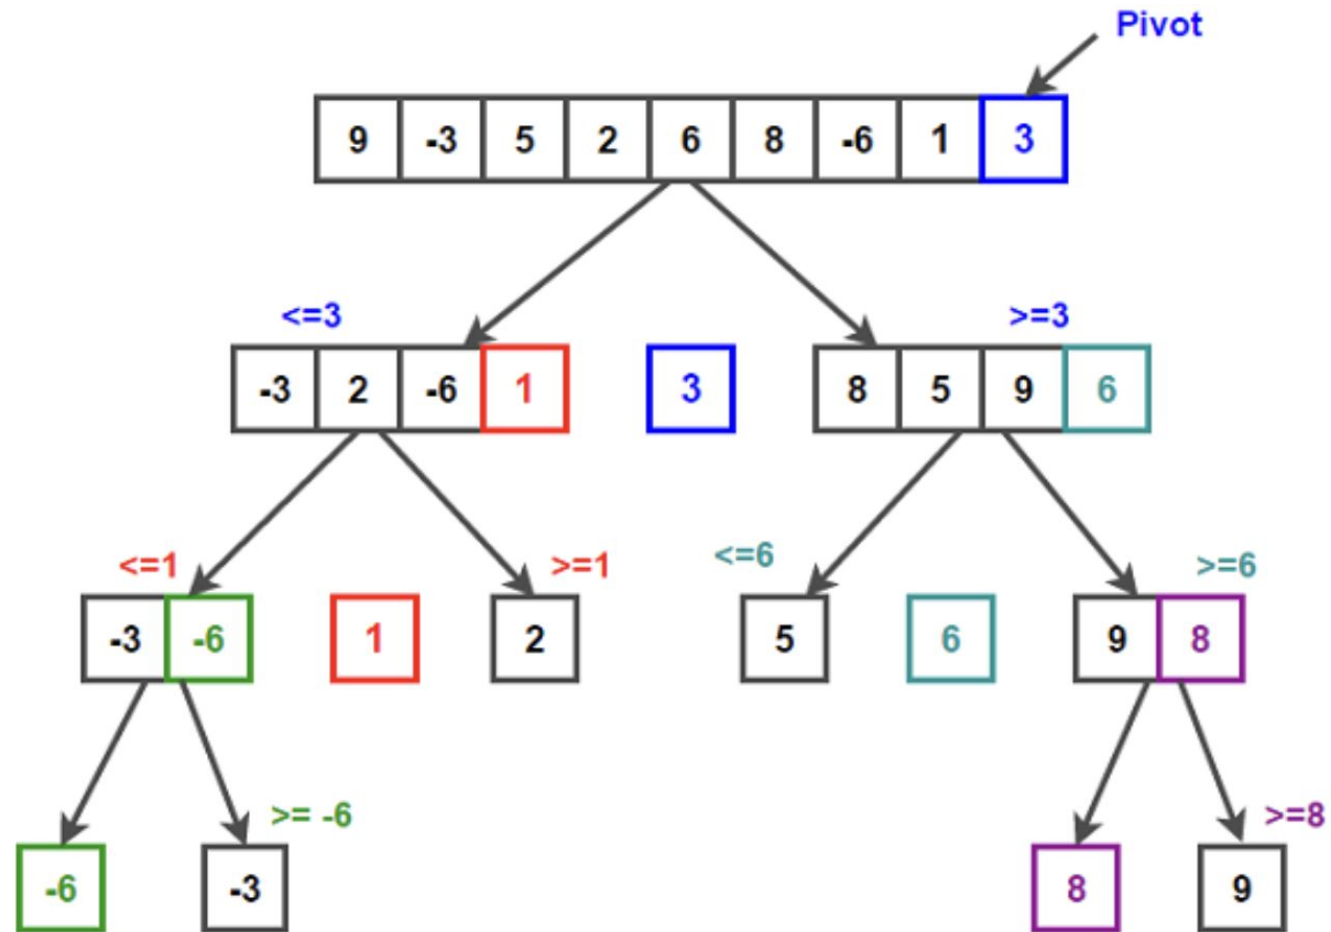 Pivot
9 -3 5 2 6 8 -6 1 3
<=3 >=3
-3 2 -6 1 3 8 5 9 6
<=1 >=1 <=6 >=6
-3 -6 1 2 5 6 9 8
>= -6 >=8
-6 -3 8 9